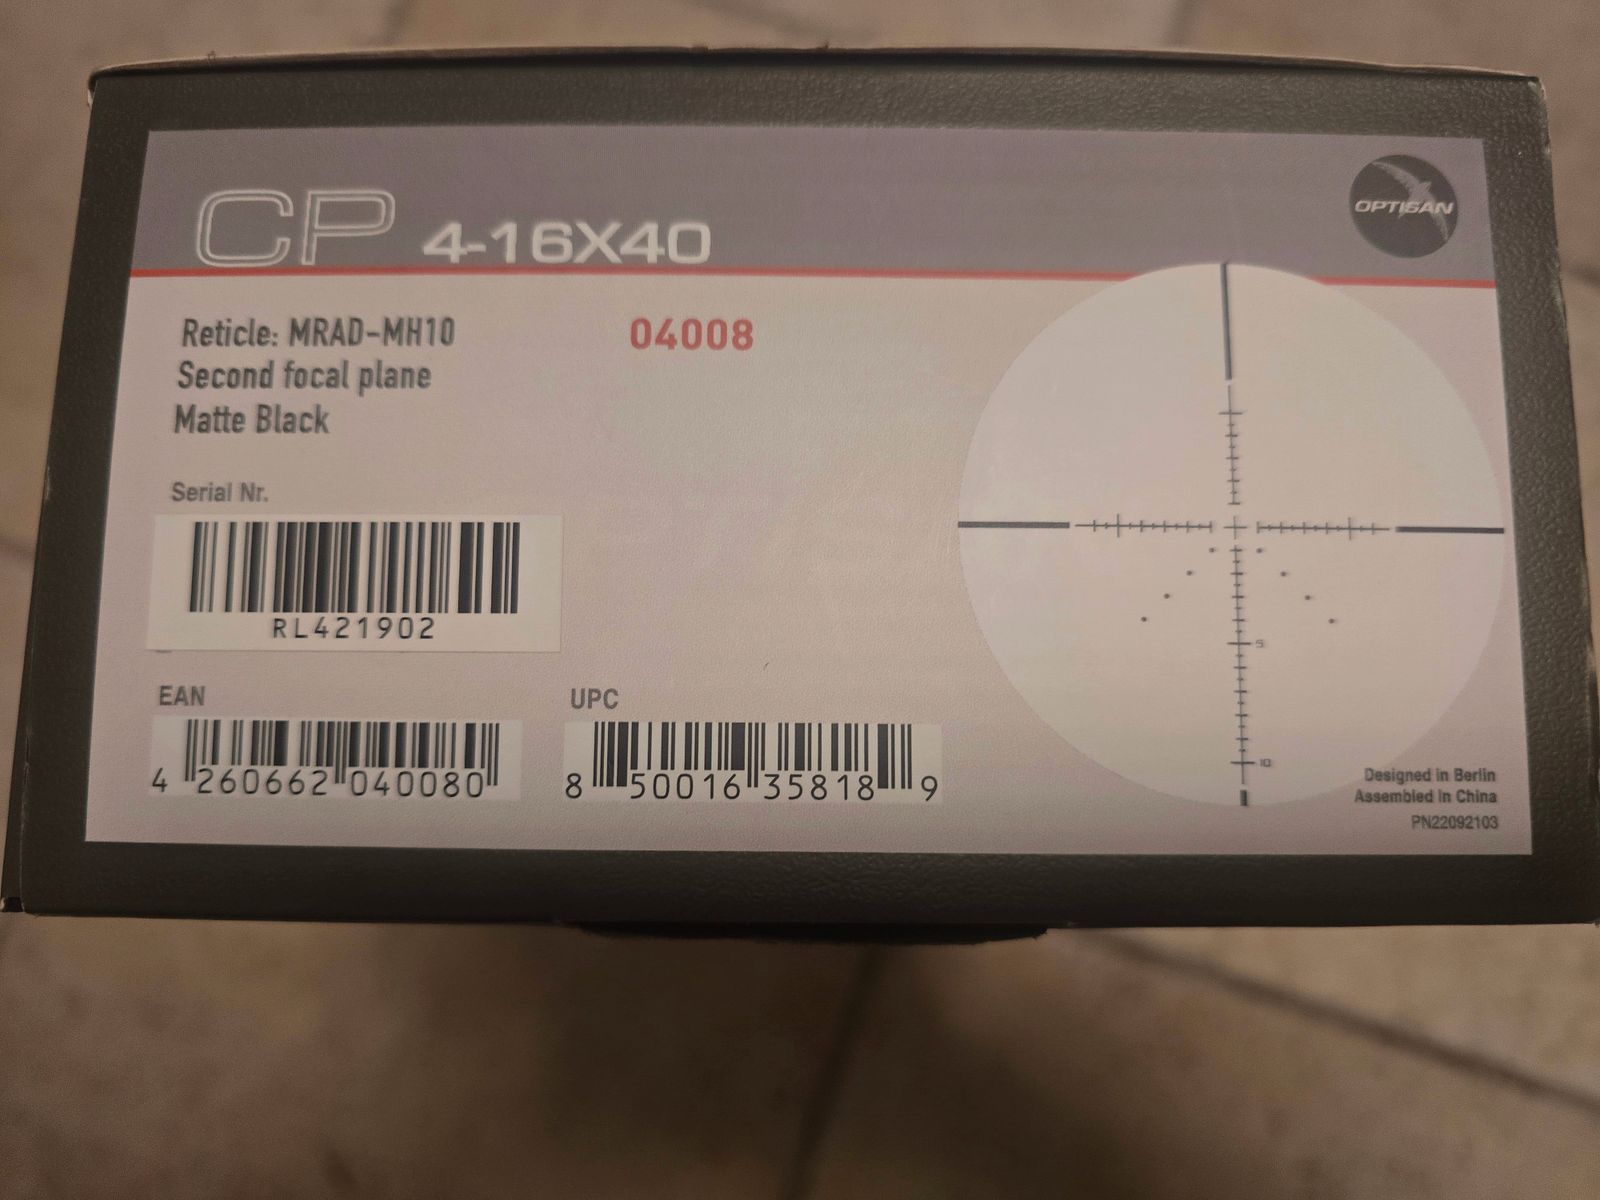 CP 4-16X40
OPTISAN
Reticle: MRAD-MH10
04008
Second focal plane
Matte Black
Serial Nr.
RL421902
EAN
UPC
4 260662 040080
8 50016 35818 9
5
10
Designed in Berlin
Assembled in China
PN22092103